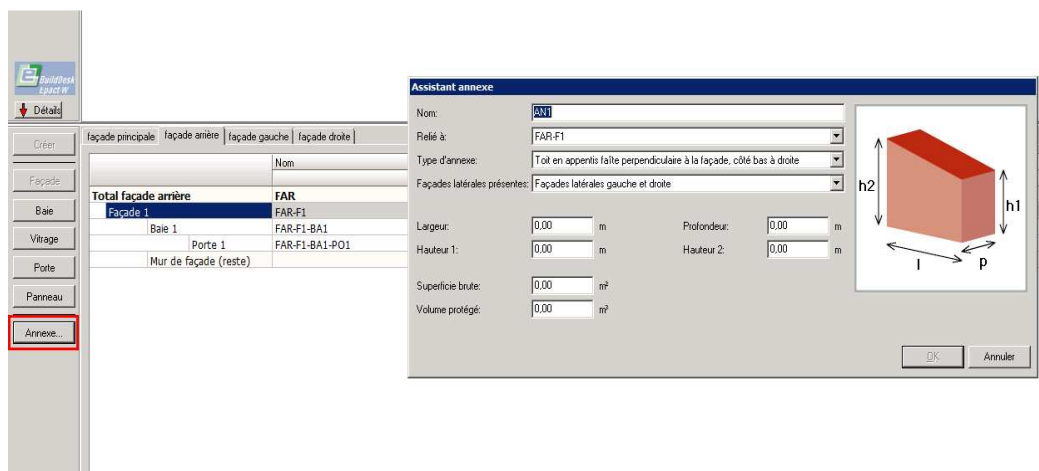 BuildDesk
Epact W
Détails
Créer
Façade
Baie
Vitrage
Porte
Panneau
Annexe...
façade principale façade arrière façade gauche façade droite
Nom
Total façade arrière FAR
Façade 1 FAR-F1
Baie 1 FAR-F1-BA1
Porte 1 FAR-F1-BA1-PO1
Mur de façade (reste)
Assistant annexe
Nom: AN1
Relié à: FAR-F1
Type d'annexe: Toit en appentis faîte perpendiculaire à la façade, côté bas à droite
Façades latérales présentes: Façades latérales gauche et droite
Largeur: 0,00 m Profondeur: 0,00 m
Hauteur 1: 0,00 m Hauteur 2: 0,00 m
Superficie brute: 0,00 m²
Volume protégé: 0,00 m³
h2
h1
l
p
OK Annuler